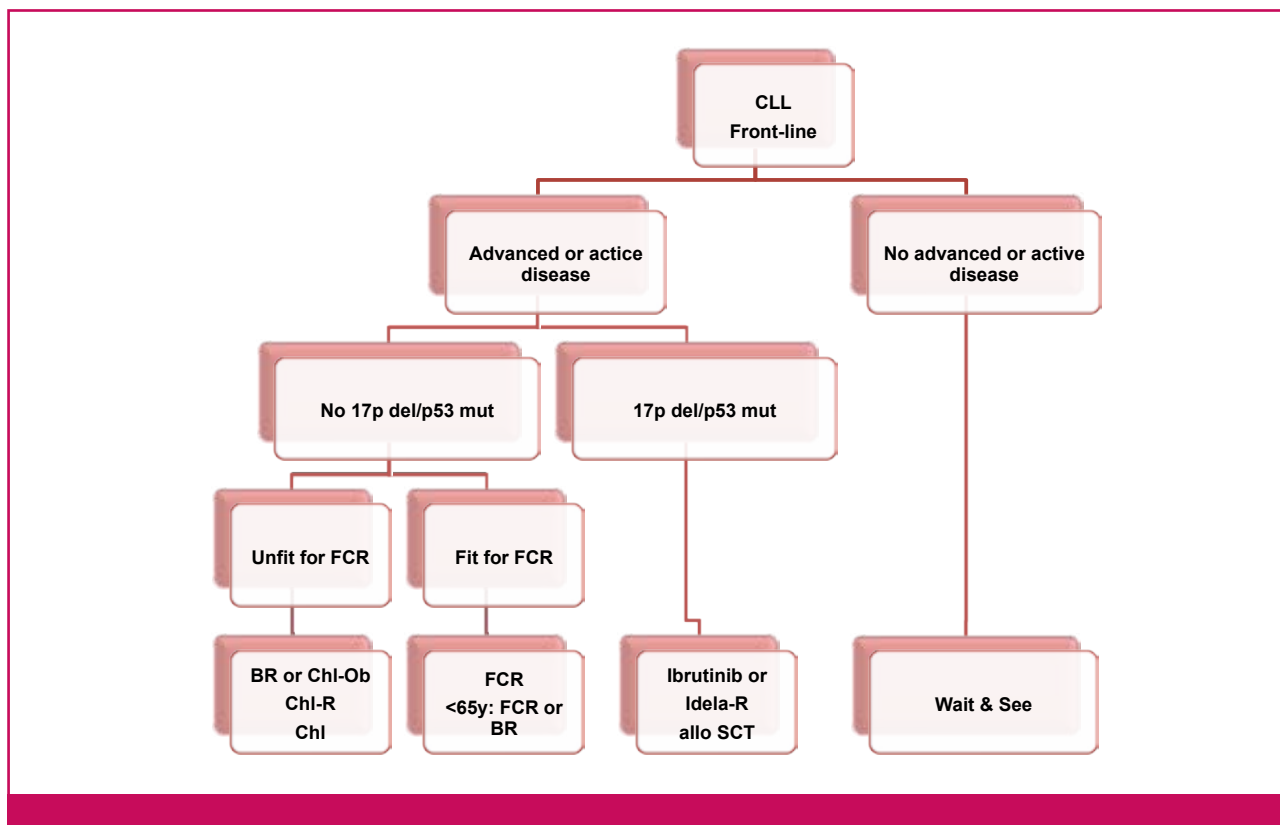 CLL
Front-line
Advanced or actice
disease
No advanced or active
disease
No 17p del/p53 mut
17p del/p53 mut
Unfit for FCR
Fit for FCR
BR or Chl-Ob
Chl-R
Chl
FCR
<65y: FCR or
BR
Ibrutinib or
Idela-R
allo SCT
Wait & See